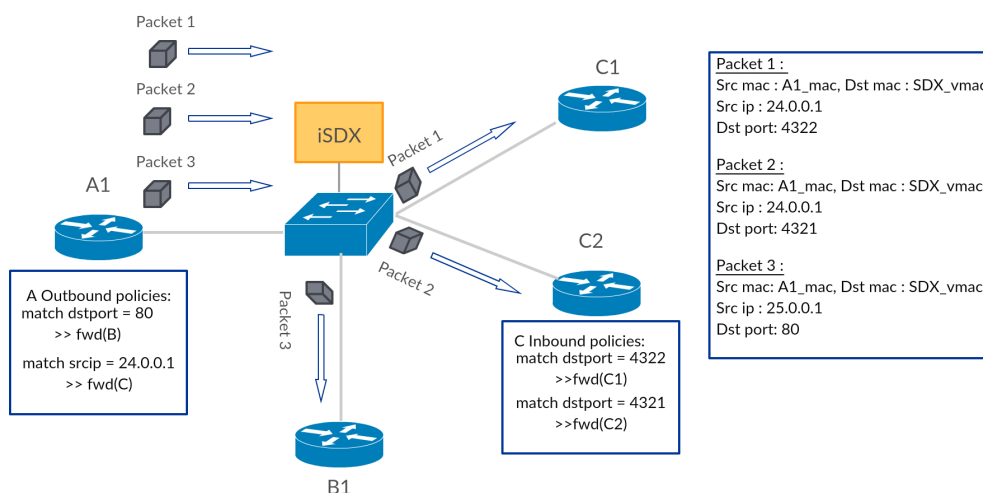 Packet 1
Packet 2
Packet 3
A1
iSDX
Packet 1
C1
C2
Packet 2
Packet 3
B1
A Outbound policies:
match dstport = 80
>> fwd(B)
match srcip = 24.0.0.1
>> fwd(C)
C Inbound policies:
match dstport = 4322
>>fwd(C1)
match dstport = 4321
>>fwd(C2)
Packet 1 :
Src mac : A1_mac, Dst mac : SDX_vmac
Src ip : 24.0.0.1
Dst port: 4322
Packet 2 :
Src mac: A1_mac, Dst mac : SDX_vmac
Src ip : 24.0.0.1
Dst port: 4321
Packet 3 :
Src mac: A1_mac, Dst mac : SDX_vmac
Src ip : 25.0.0.1
Dst port: 80